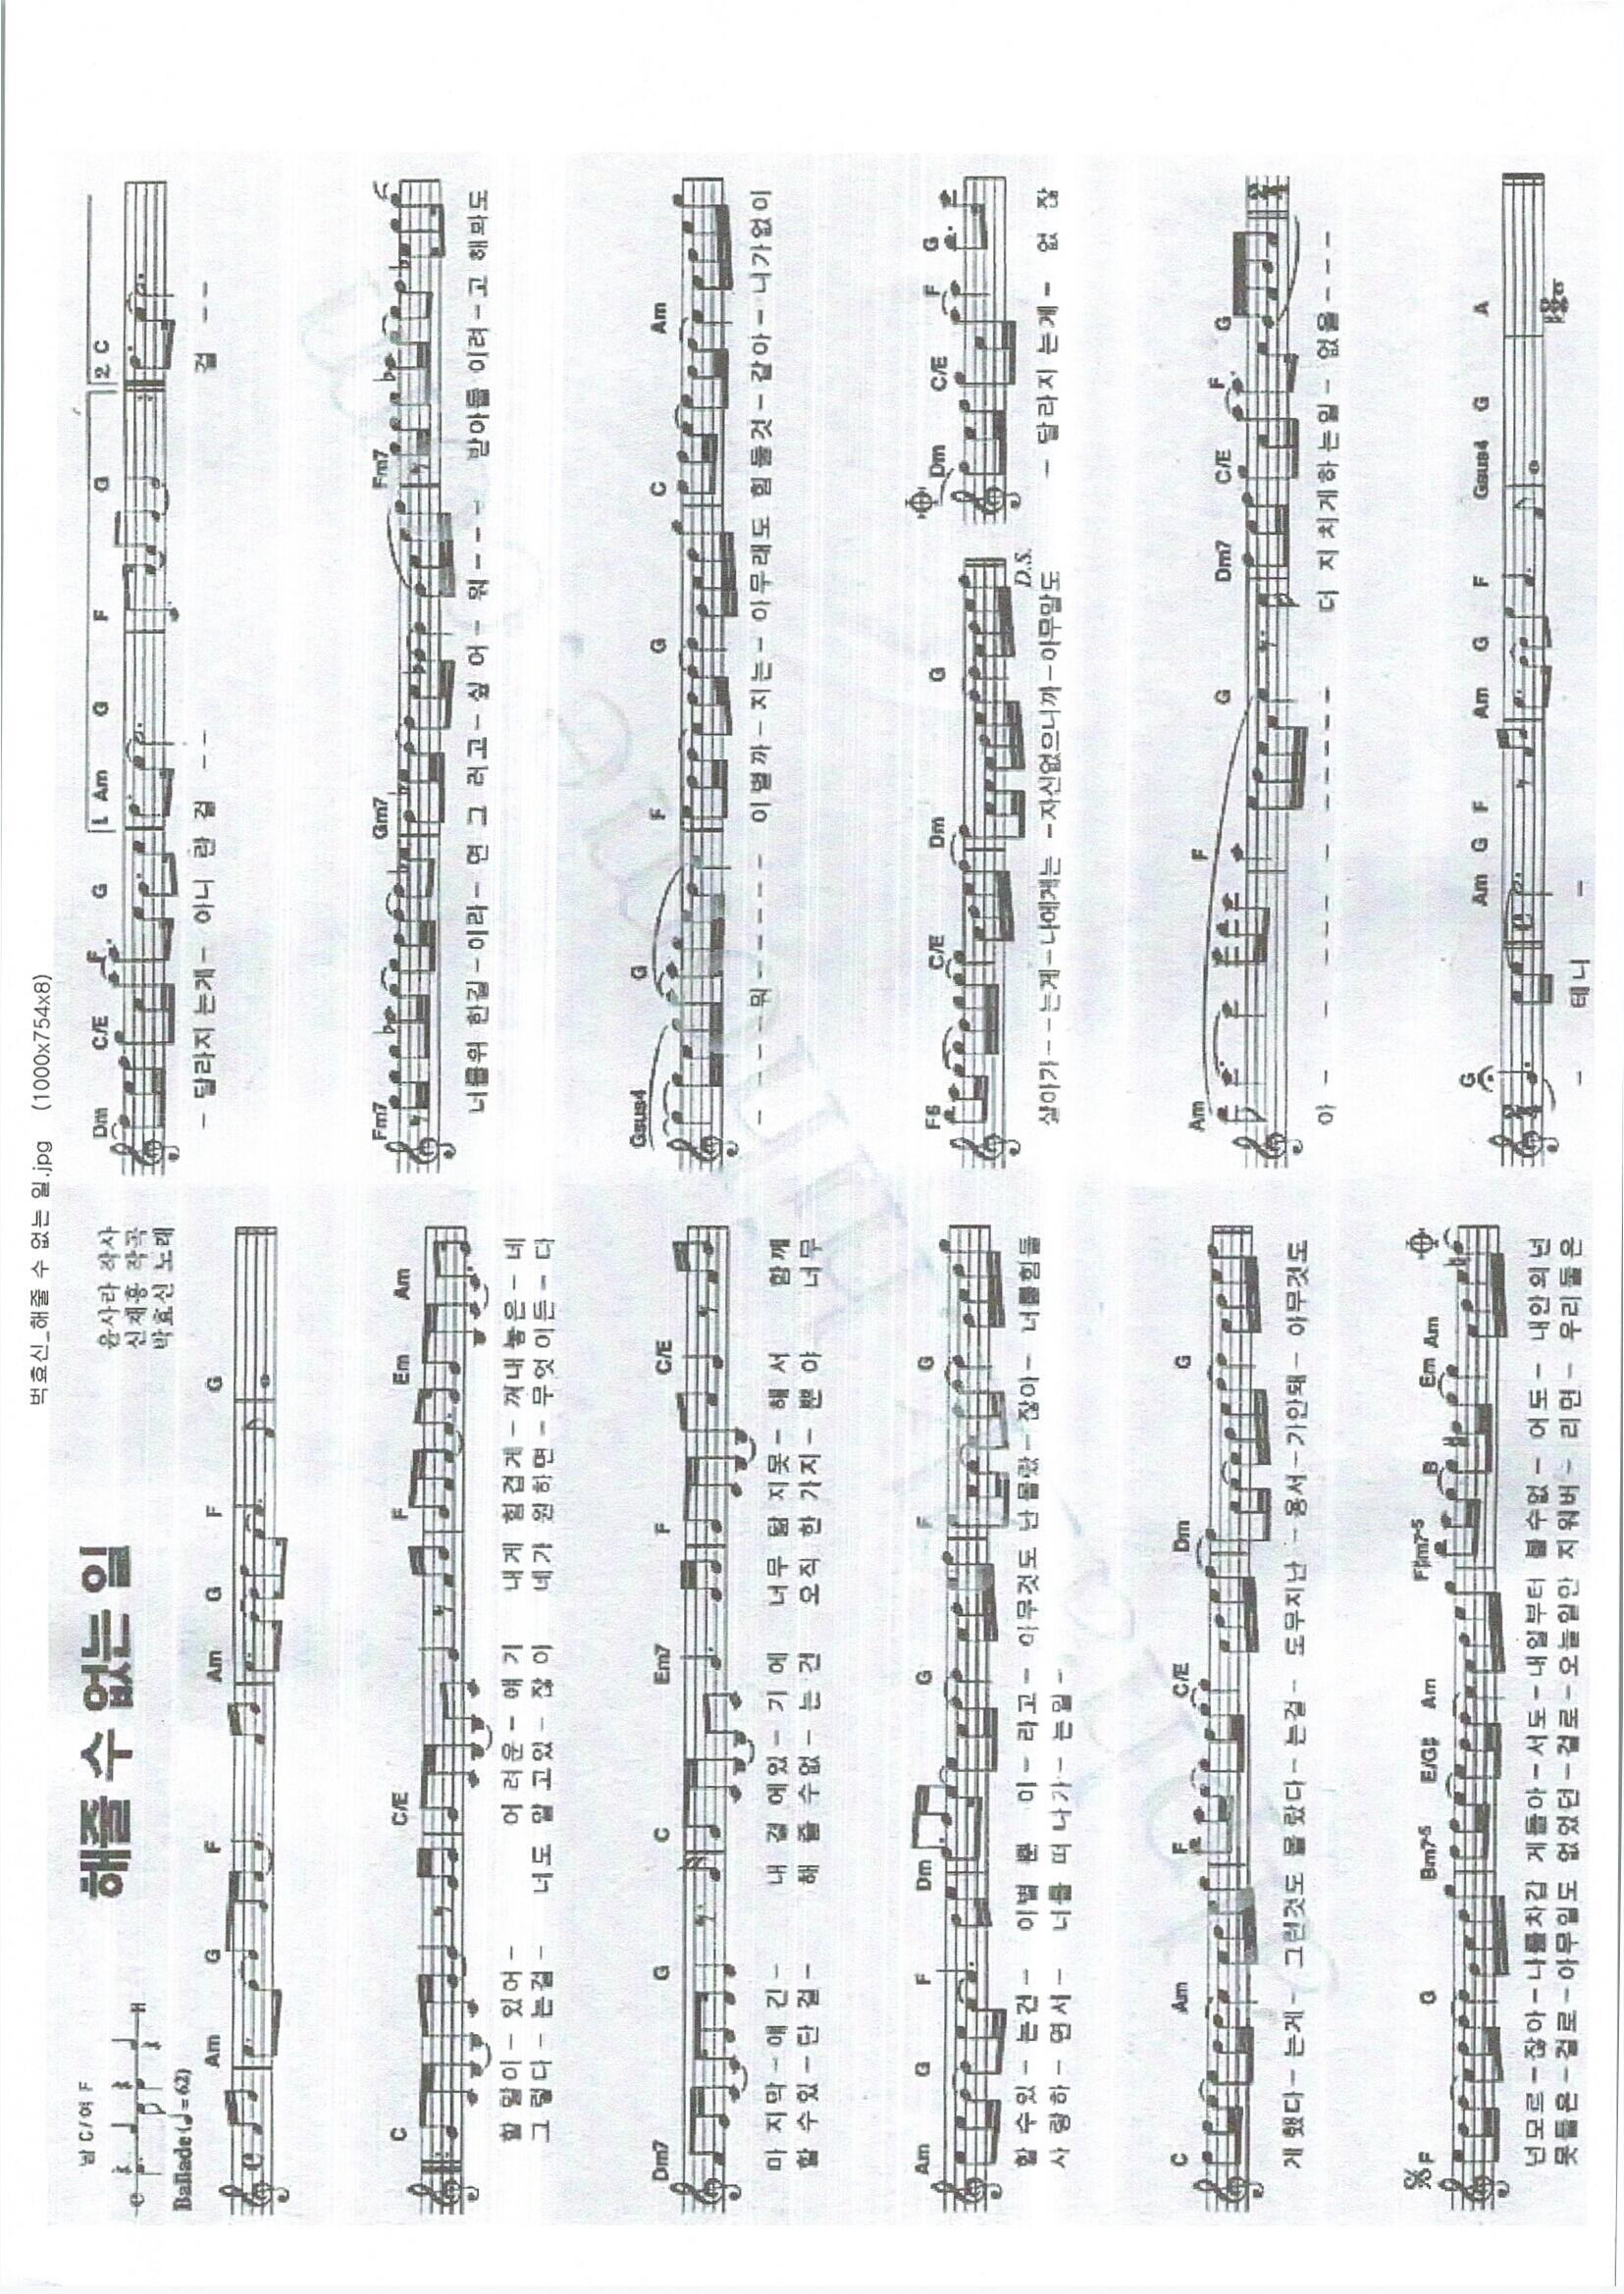 박효신_해줄 수 없는 일.jpg (1000x754x8)
남 C/여 F
해줄 수 없는 일
윤사라 작사
신재홍 작곡
박효신 노래
Ballade (♩=62)
Am G F Am G F G
C C/E F Em Am
할 말이 - 있어 - 어 러운 - 얘 기 내게 힘겹게 - 꺼내 놓은 - 네
그 렇다 - 는걸 - 너도 알 고있 - 잖아 네가 원하면 - 무엇이든 - 다
Dm7 G C Em7 F C/E
마 지막 - 얘 긴 - 내 곁 에있 - 기 에 너무 닮 지못 - 해 서 함께
할 수있 - 단 걸 - 해 줄 수없 - 는 건 오직 한 가지 - 뿐 아 너무
Am G F Dm G F G
할 수있 - 는건 - 이별 뿐 이 - 라고 - 아무것도 난 몰랐 - 잖아 - 너를힘들
사 랑하 - 면서 - 너를 떠 나가 - 는일 -
C Am F C/E Dm G
게 했다 - 는게 - 그런것도 몰 랐다 - 는걸 - 도무지난 - 용서 - 가안돼 - 아무것도
F G Bm7-5 E/G# Am F#m7-5 B Em Am
넌모르 - 잖아 - 나를차갑 게돌아 - 서도 - 내일부터 볼수없 - 어도 - 내안의넌
못들은 - 걸로 - 아무일도 없었던 - 걸로 - 오늘일만 지워버 - 리면 - 우리둘은
Dm C/E F G 1. Am G F G 2. C
- 달라지 는게 - 아니 란 걸 - - 걸 - -
Fm7 Gm7 Fm7
너를위 한길 - 이라 - 면 그 러고 - 싶 어 - 워 - - - 받아들 이려 - 고 해봐도
Gsus4 G F G C Am
- - - - 워 - - - - - 이별까 - 지는 - 아무래도 힘들것 - 같아 - 니가없이
F6 C/E Dm G Dm C/E F G
살아가 - - 는게 - 나에게는 - 자신없으니까 - 아무말도 - 달라지 는게 - 없 잖
D.S.
Am F G Dm7 C/E F G
아 - - - - - - - - - - - 더 지치게하는일 - 없을 - - -
G Am G F Am G F Gsus4 G A
- 테니 -